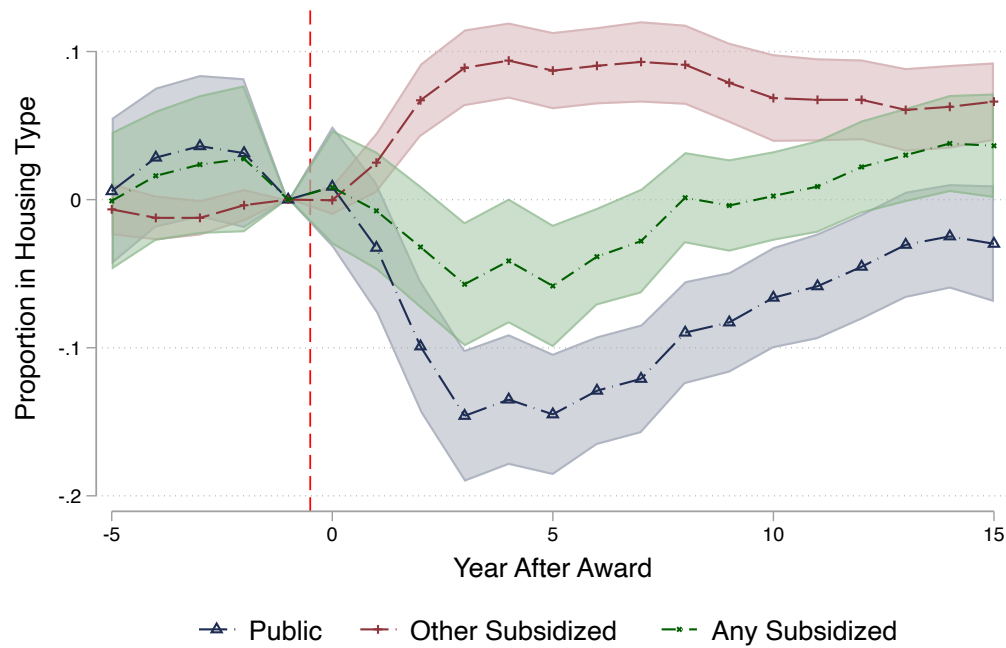 Proportion in Housing Type
.1
0
-.1
-.2
-5 0 5 10 15
Year After Award
Public Other Subsidized Any Subsidized